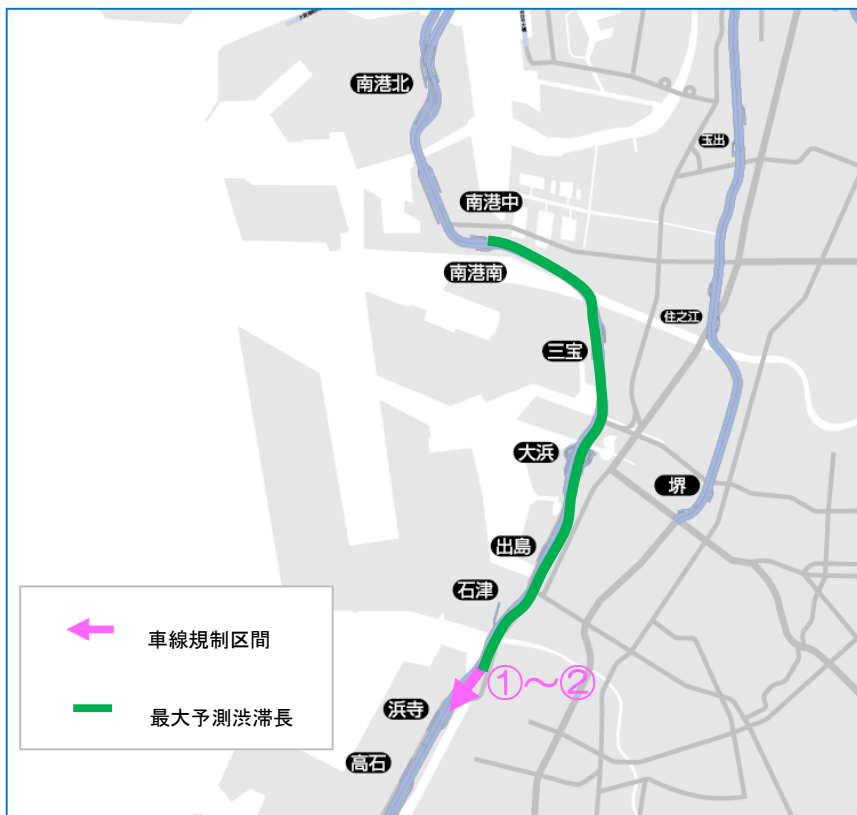 南港北
玉出
南港中
南港南
住之江
三宝
大浜
堺
出島
石津
車線規制区間
①～②
浜寺
最大予測渋滞長
高石